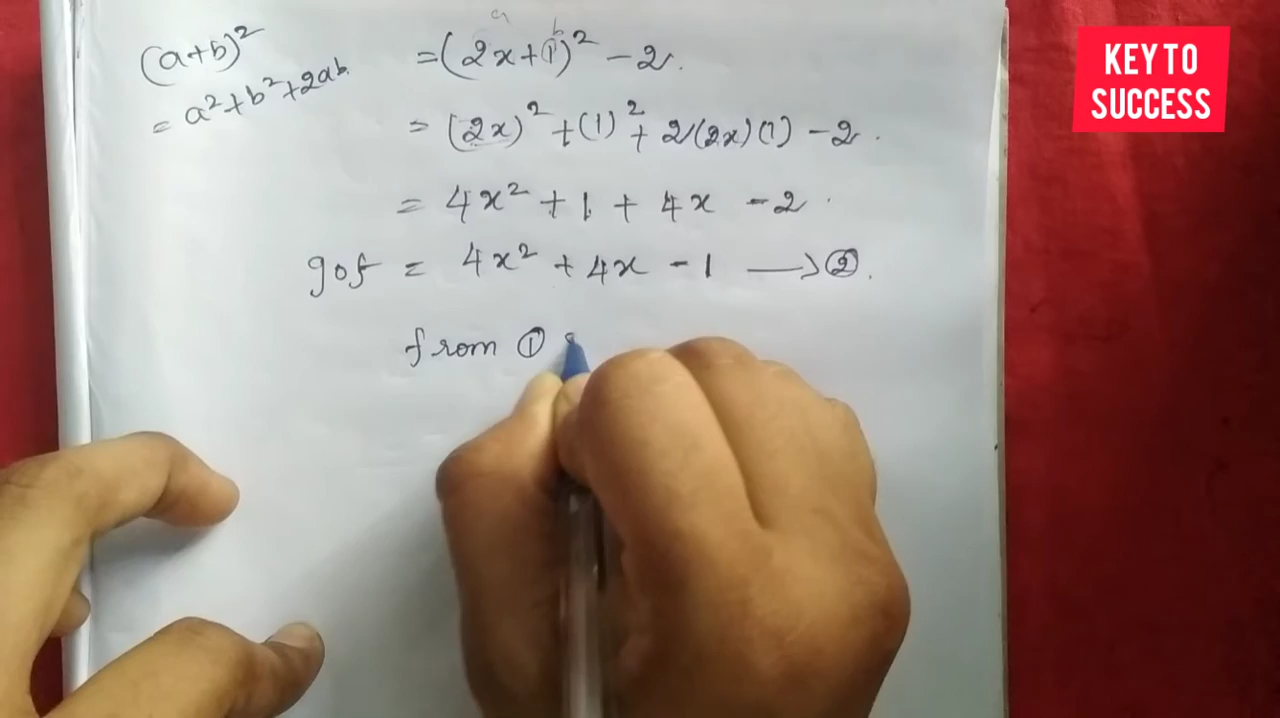 (a+b)²
= a²+b²+2ab.
a b
=(2x+1)² -2.
= (2x)² +(1)² + 2(2x)(1) -2.
= 4x² + 1 + 4x -2.
gof = 4x² + 4x - 1 → ②.
from ①
KEY TO
SUCCESS